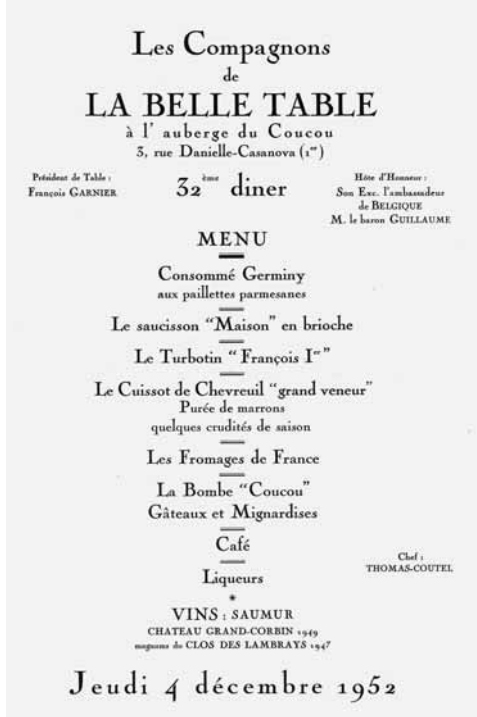 Les Compagnons
de
LA BELLE TABLE
à l' auberge du Coucou
3, rue Danielle-Casanova (1er)
Président de Table :
François GARNIER
32ème diner
Hôte d'Honneur :
Son Exc. l'ambassadeur
de BELGIQUE
M. le baron GUILLAUME
MENU
Consommé Germiny
aux paillettes parmesanes
Le saucisson “Maison” en brioche
Le Turbotin “François Ier”
Le Cuissot de Chevreuil “grand veneur”
Purée de marrons
quelques crudités de saison
Les Fromages de France
La Bombe “Coucou”
Gâteaux et Mignardises
Café
Liqueurs
Chef :
THOMAS-COUTEL
*
VINS : SAUMUR
CHATEAU GRAND-CORBIN 1949
magnums de CLOS DES LAMBRAYS 1947
Jeudi 4 décembre 1952